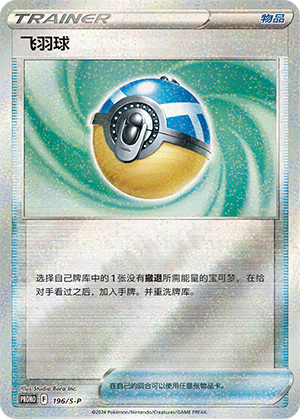 TRAINER 物品
飞羽球
选择自己牌库中的1张没有撤退所需能量的宝可梦，在给
对手看过之后，加入手牌。并重洗牌库。
Illus. Studio Bora Inc.
PROMO F 196/S-P
在自己的回合可以使用任意张物品卡。
©2024 Pokémon/Nintendo/Creatures/GAME FREAK.